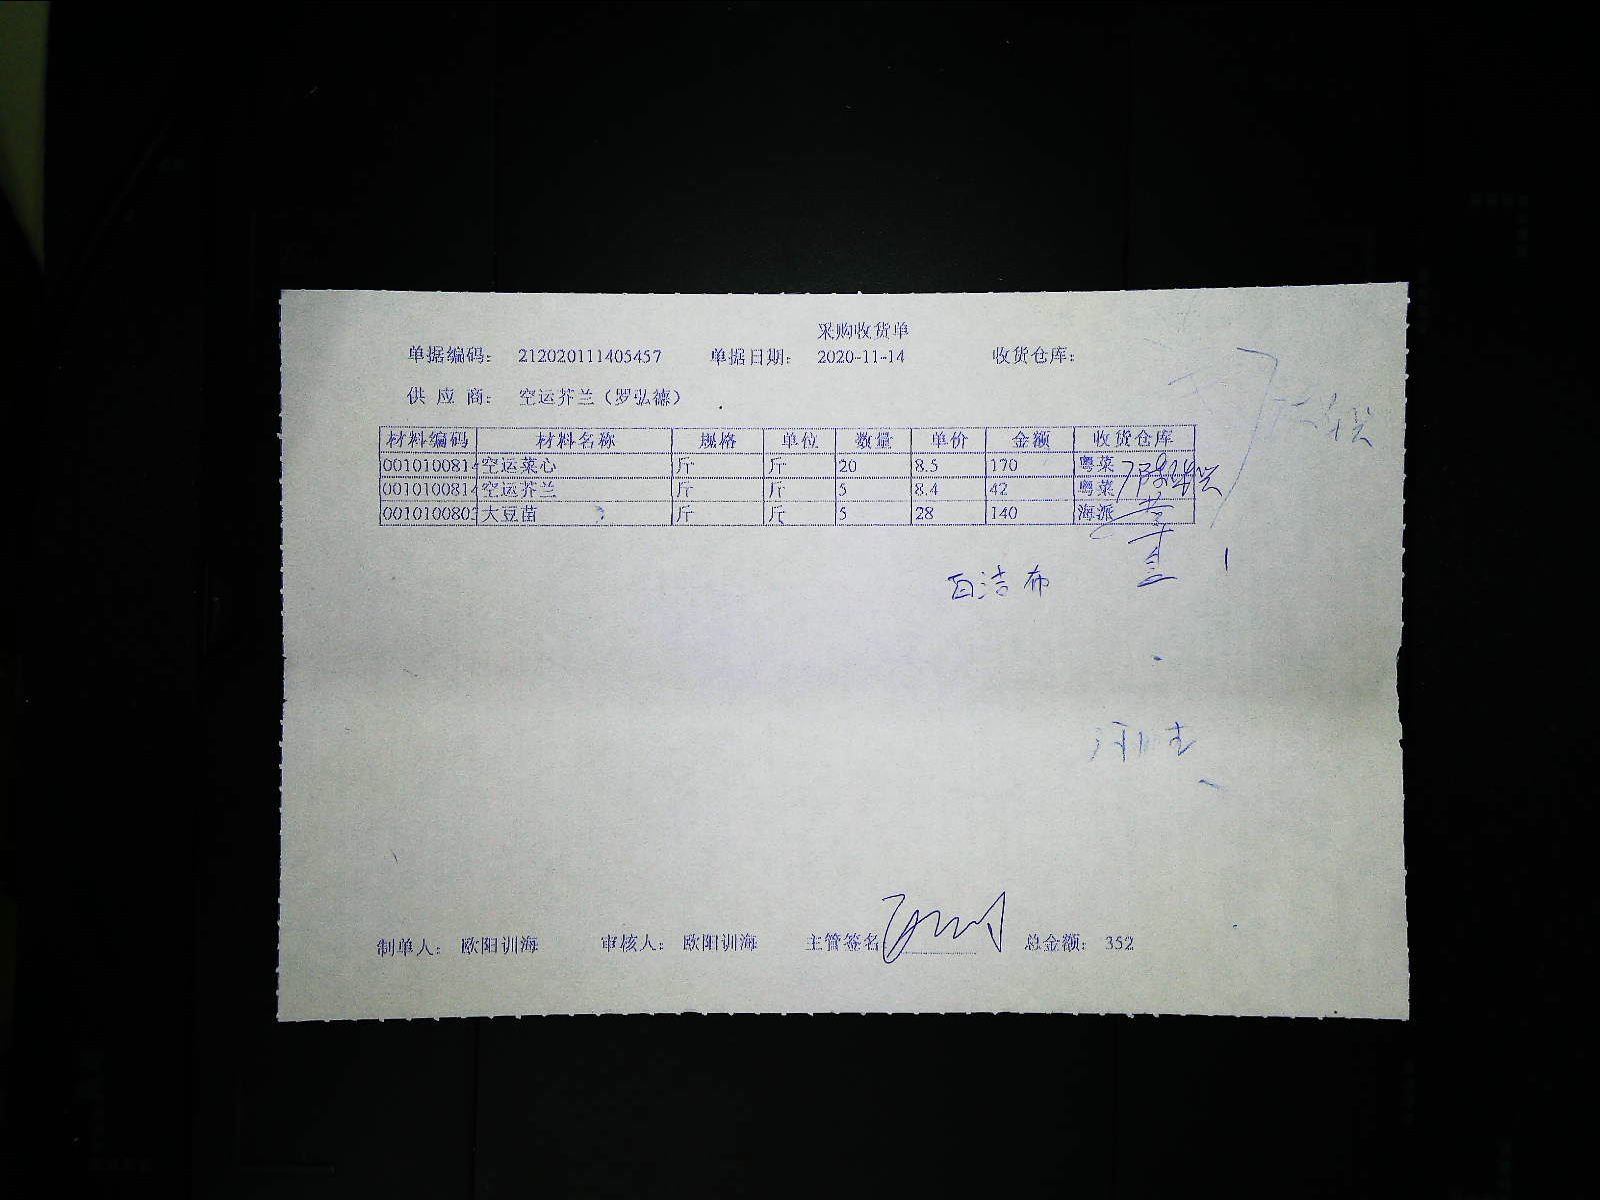 采购收货单
单据编码： 212020111405457 单据日期： 2020-11-14 收货仓库：
供 应 商： 空运芥兰（罗弘德）
材料编码 材料名称 规格 单位 数量 单价 金额 收货仓库
0010100814 空运菜心 斤 斤 20 8.5 170 粤菜
0010100814 空运芥兰 斤 斤 5 8.4 42 粤菜
001010080 大豆苗 斤 斤 5 28 140 海派
百洁布
制单人： 欧阳训海 审核人： 欧阳训海 主管签名 总金额： 352